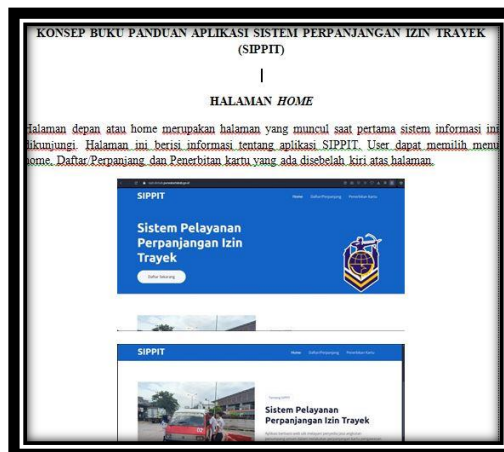 KONSEP BUKU PANDUAN APLIKASI SISTEM PERPANJANGAN IZIN TRAYEK
(SIPPIT)
HALAMAN HOME
Halaman depan atau home merupakan halaman yang muncul saat pertama sistem informasi ini
dikunjungi. Halaman ini berisi informasi tentang aplikasi SIPPIT. User dapat memilih menu
home, Daftar/Perpanjang dan Penerbitan kartu yang ada disebelah kiri atas halaman.
SIPPIT
Home Daftar/Perpanjang Penerbitan Kartu
Sistem Pelayanan
Perpanjangan Izin
Trayek
Daftar Sekarang
SIPPIT
Home Daftar/Perpanjang Penerbitan Kartu
Tentang SIPPIT
Sistem Pelayanan
Perpanjangan Izin Trayek